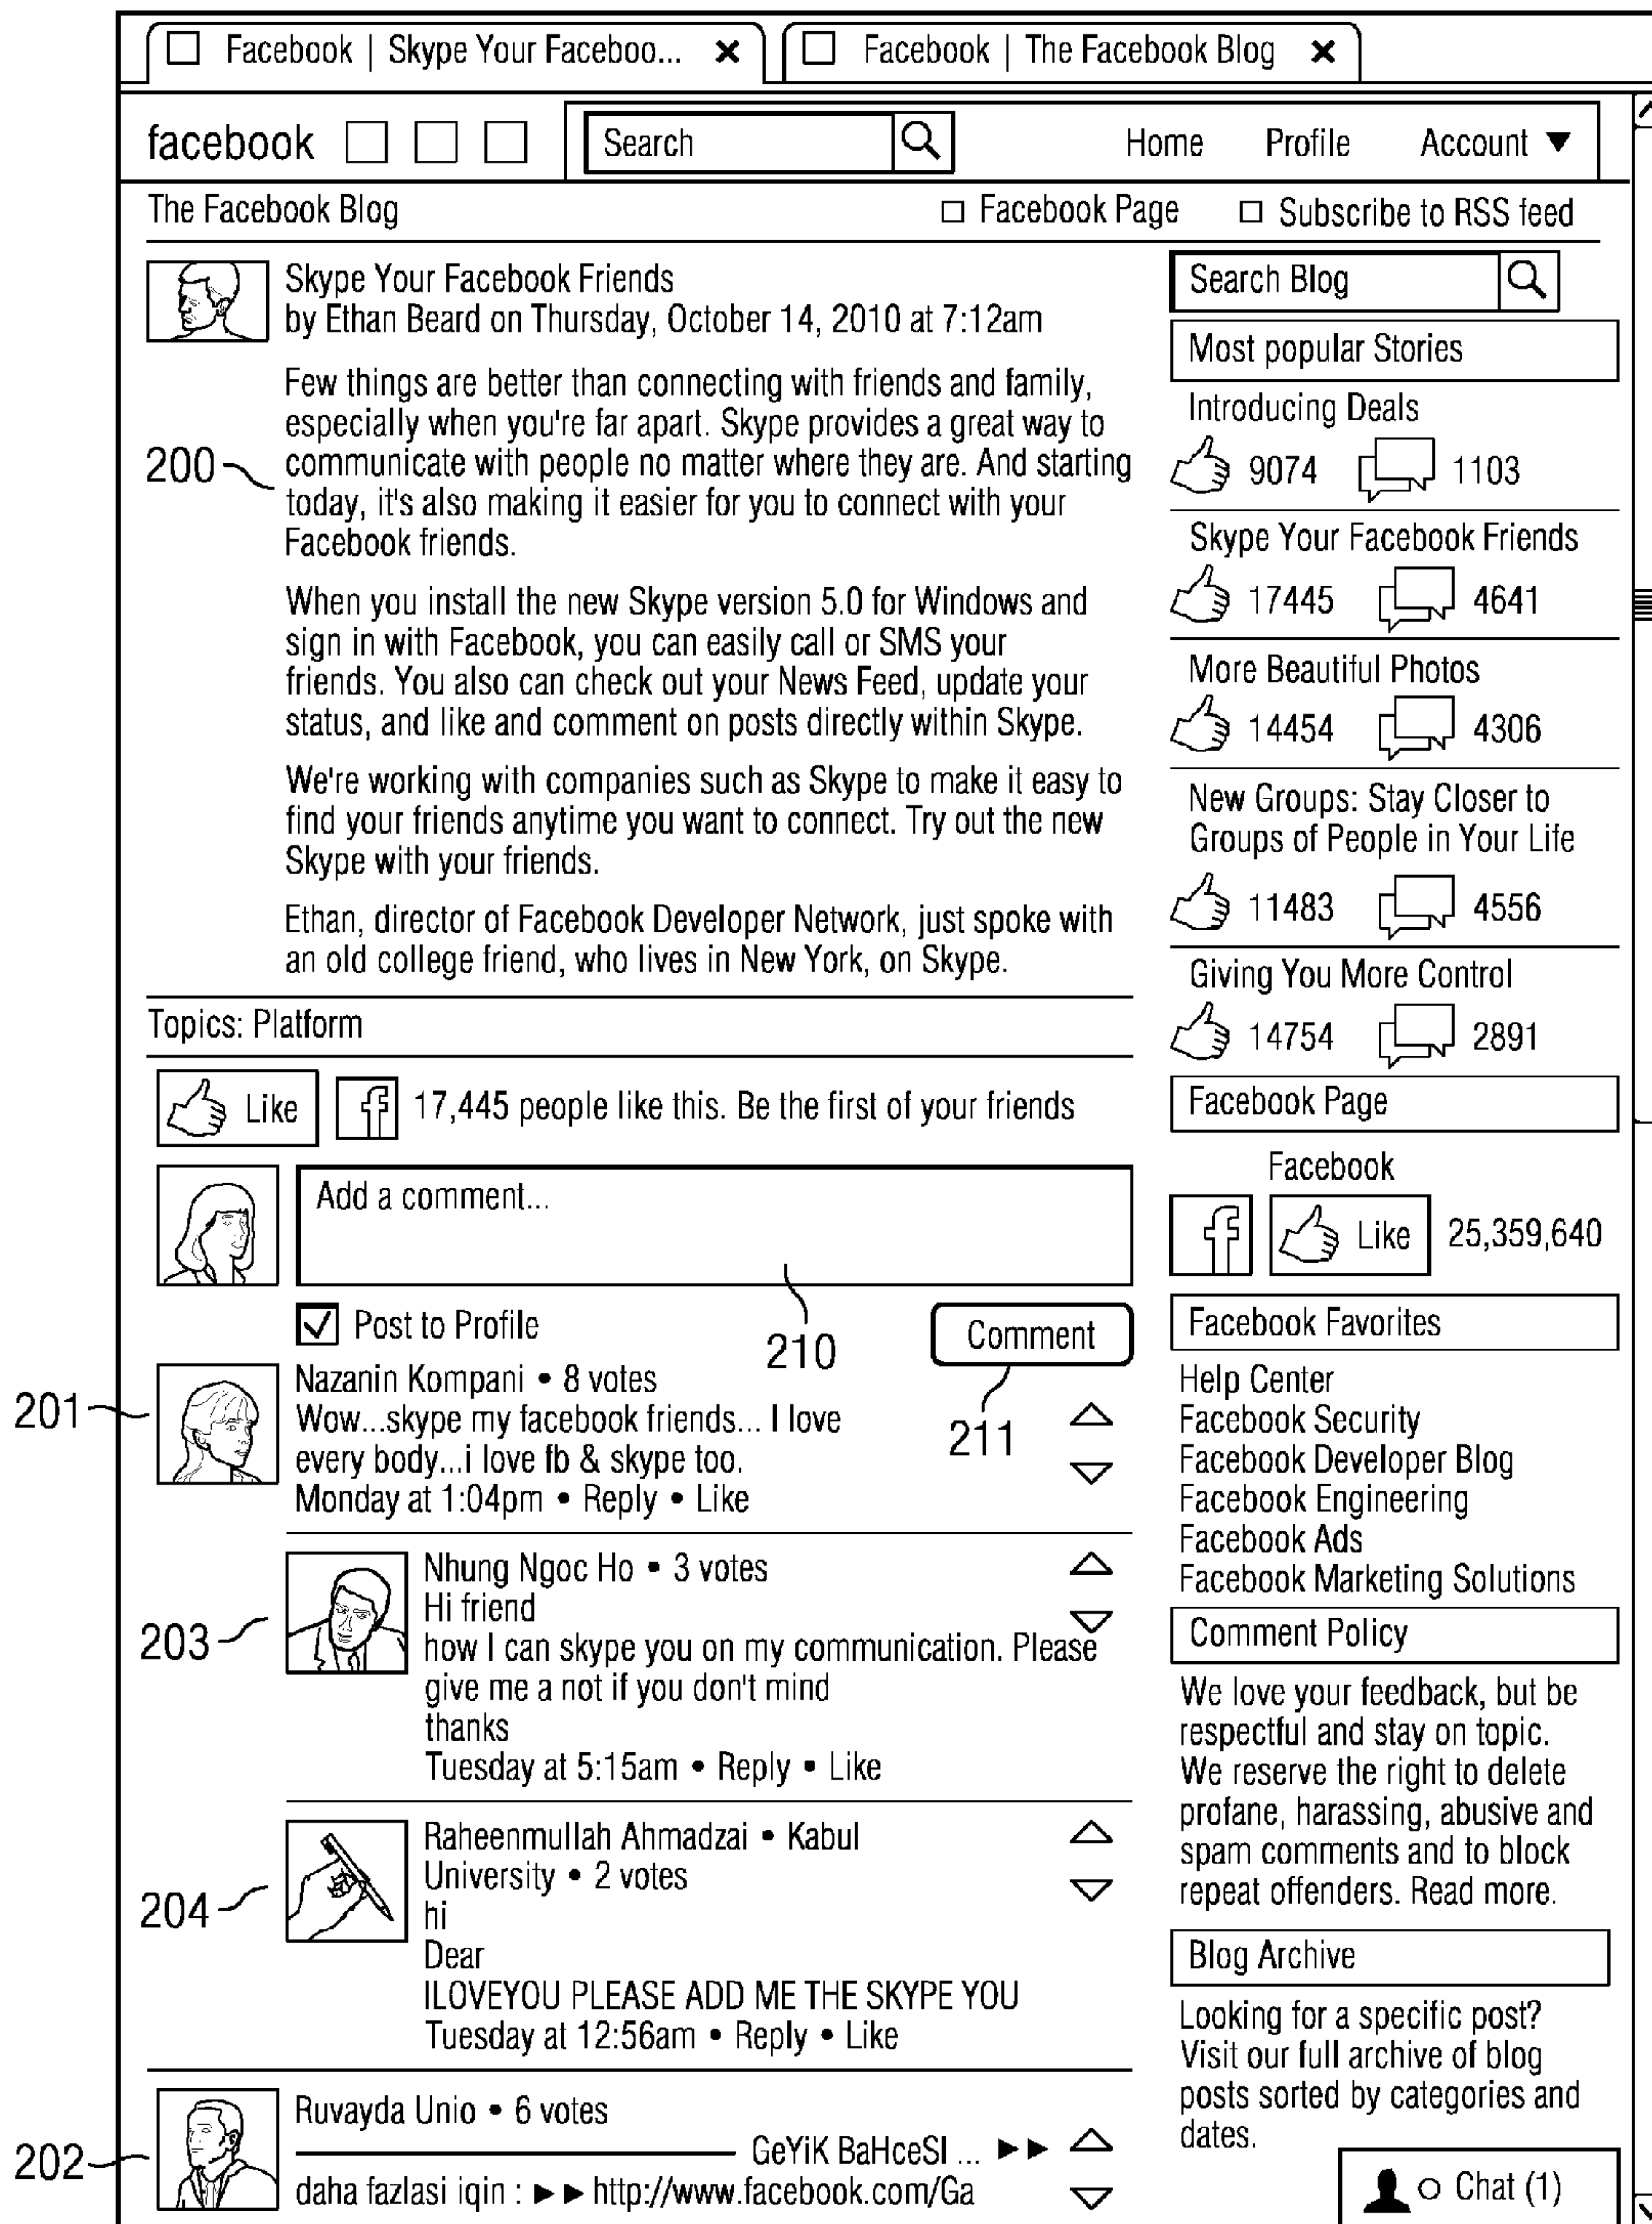 Facebook | Skype Your Faceboo... ×
Facebook | The Facebook Blog ×
facebook
Search
Home Profile Account ▼
The Facebook Blog
Facebook Page
Subscribe to RSS feed
Skype Your Facebook Friends
by Ethan Beard on Thursday, October 14, 2010 at 7:12am
Few things are better than connecting with friends and family,
especially when you're far apart. Skype provides a great way to
communicate with people no matter where they are. And starting
today, it's also making it easier for you to connect with your
Facebook friends.
200
When you install the new Skype version 5.0 for Windows and
sign in with Facebook, you can easily call or SMS your
friends. You also can check out your News Feed, update your
status, and like and comment on posts directly within Skype.
We're working with companies such as Skype to make it easy to
find your friends anytime you want to connect. Try out the new
Skype with your friends.
Ethan, director of Facebook Developer Network, just spoke with
an old college friend, who lives in New York, on Skype.
Topics: Platform
Like
f
17,445 people like this. Be the first of your friends
Add a comment...
210
Post to Profile
Comment
211
201
Nazanin Kompani • 8 votes
Wow...skype my facebook friends... I love
every body...i love fb & skype too.
Monday at 1:04pm • Reply • Like
203
Nhung Ngoc Ho • 3 votes
Hi friend
how I can skype you on my communication. Please
give me a not if you don't mind
thanks
Tuesday at 5:15am • Reply • Like
204
Raheenmullah Ahmadzai • Kabul
University • 2 votes
hi
Dear
ILOVEYOU PLEASE ADD ME THE SKYPE YOU
Tuesday at 12:56am • Reply • Like
202
Ruvayda Unio • 6 votes
GeYiK BaHceSI ... ►►
daha fazlasi iqin : ►► http://www.facebook.com/Ga
Search Blog
Most popular Stories
Introducing Deals
9074 1103
Skype Your Facebook Friends
17445 4641
More Beautiful Photos
14454 4306
New Groups: Stay Closer to
Groups of People in Your Life
11483 4556
Giving You More Control
14754 2891
Facebook Page
Facebook
f
Like
25,359,640
Facebook Favorites
Help Center
Facebook Security
Facebook Developer Blog
Facebook Engineering
Facebook Ads
Facebook Marketing Solutions
Comment Policy
We love your feedback, but be
respectful and stay on topic.
We reserve the right to delete
profane, harassing, abusive and
spam comments and to block
repeat offenders. Read more.
Blog Archive
Looking for a specific post?
Visit our full archive of blog
posts sorted by categories and
dates.
Chat (1)